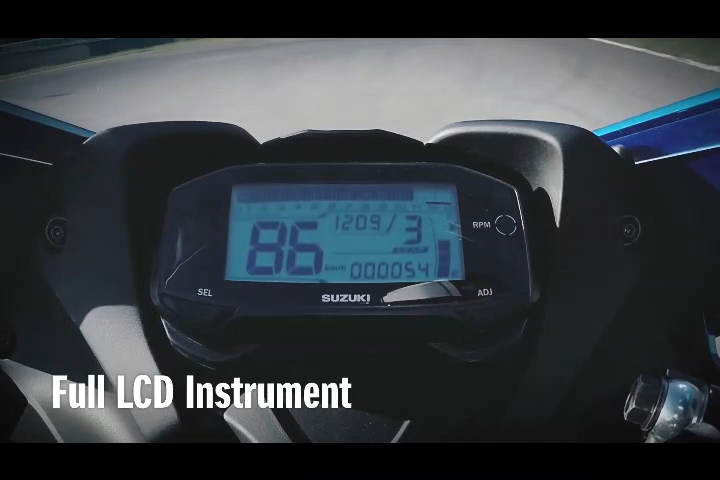 1209/ 3
RPM
86 km/h
000054
SEL
SUZUKI
ADJ
Full LCD Instrument